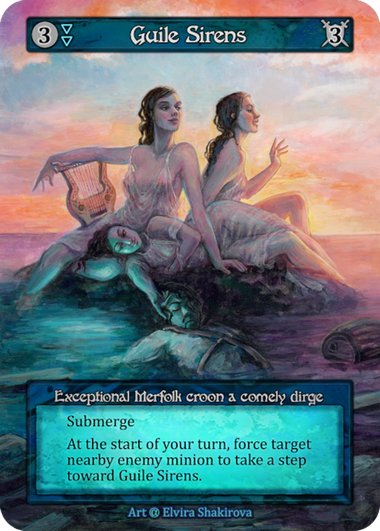 3 Guile Sirens 3
Exceptional Merfolk croon a comely dirge
Submerge
At the start of your turn, force target
nearby enemy minion to take a step
toward Guile Sirens.
Art @ Elvira Shakirova